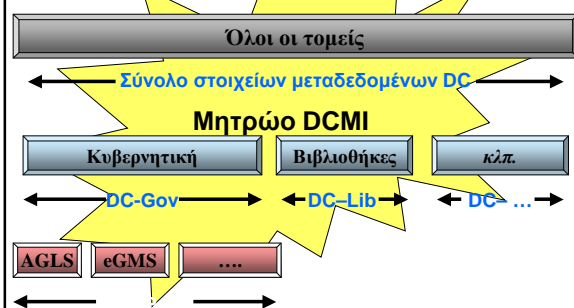 Όλοι οι τομείς
Σύνολο στοιχείων μεταδεδομένων DC
Μητρώο DCMI
Κυβερνητική Βιβλιοθήκες κλπ.
DC-Gov DC–Lib DC– …
AGLS eGMS ….